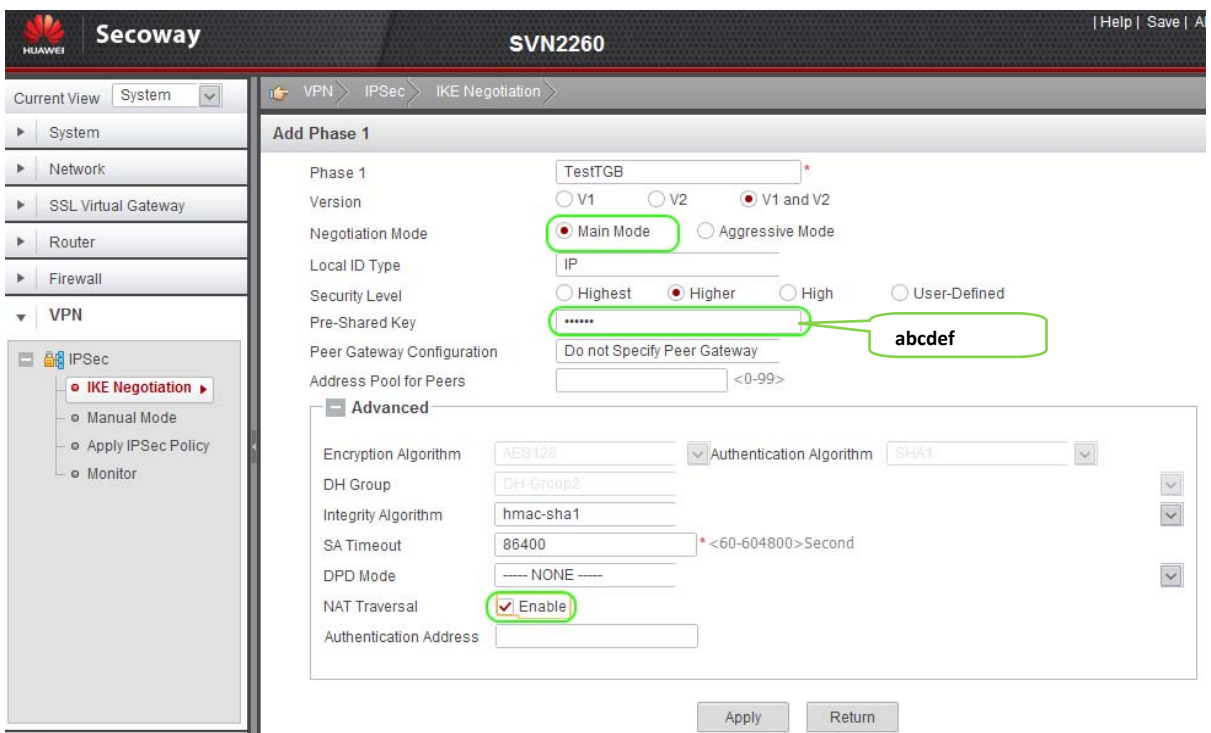 | Help | Save |
HUAWEI Secoway
SVN2260
Current View System
VPN IPSec IKE Negotiation
System
Network
SSL Virtual Gateway
Router
Firewall
VPN
IPSec
IKE Negotiation
Manual Mode
Apply IPSec Policy
Monitor
Add Phase 1
Phase 1 TestTGB *
Version V1 V2 V1 and V2
Negotiation Mode Main Mode Aggressive Mode
Local ID Type IP
Security Level Highest Higher High User-Defined
Pre-Shared Key ••••••
abcdef
Peer Gateway Configuration Do not Specify Peer Gateway
Address Pool for Peers <0-99>
Advanced
Encryption Algorithm AES128 Authentication Algorithm SHA1
DH Group DH-Group2
Integrity Algorithm hmac-sha1
SA Timeout 86400 * <60-604800>Second
DPD Mode ----- NONE -----
NAT Traversal Enable
Authentication Address
Apply Return